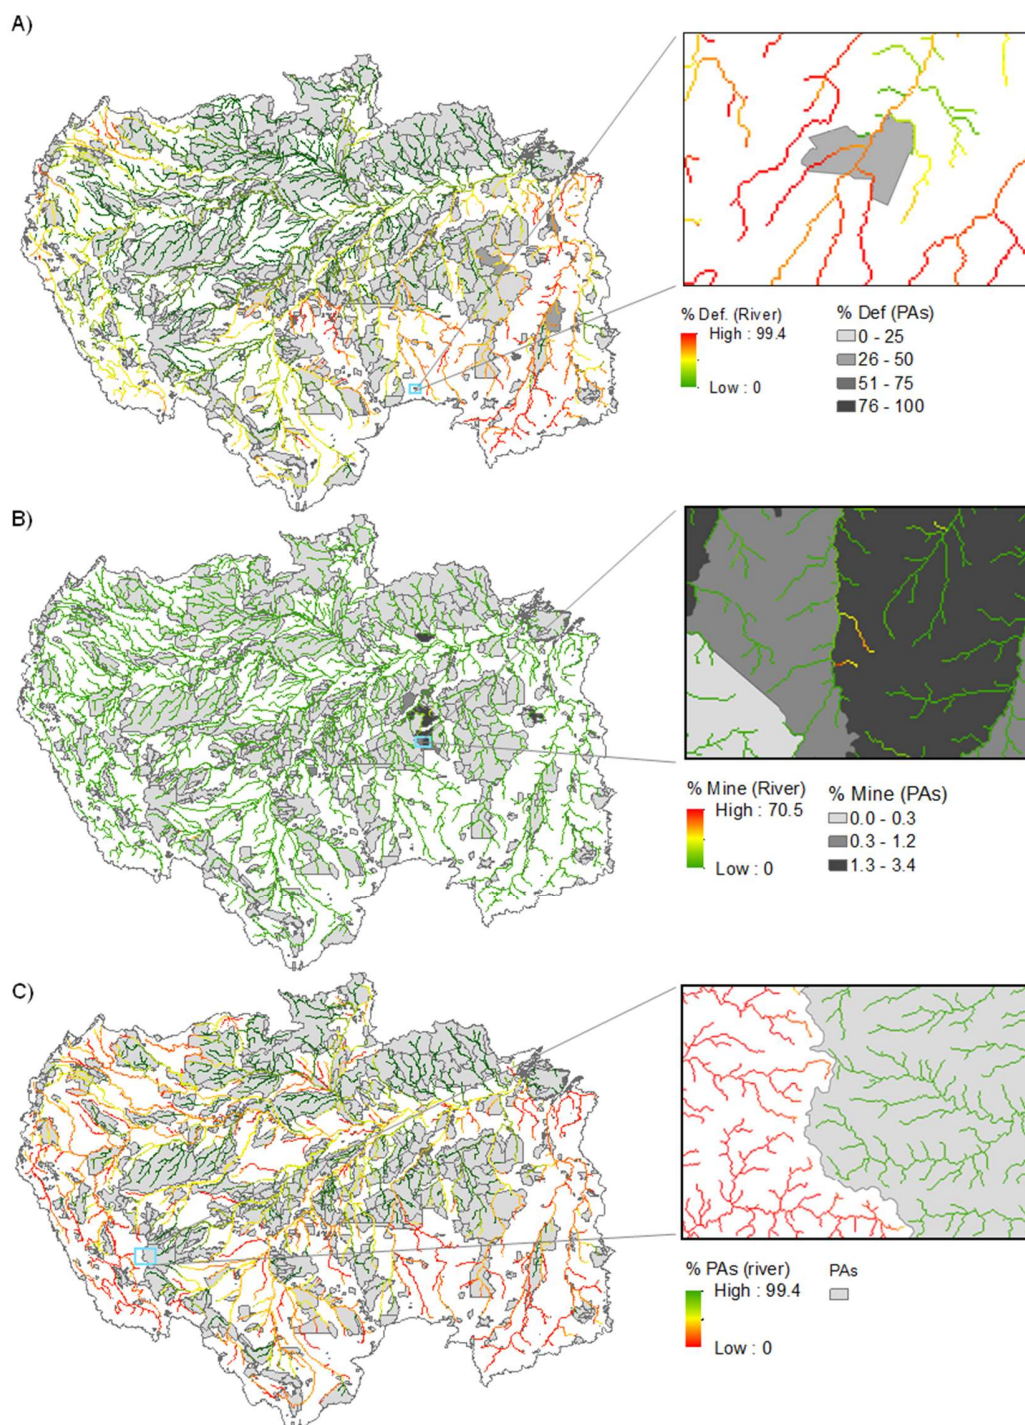 A)
% Def. (River)
High : 99.4
Low : 0
% Def (PAs)
0 - 25
26 - 50
51 - 75
76 - 100
B)
% Mine (River)
High : 70.5
Low : 0
% Mine (PAs)
0.0 - 0.3
0.3 - 1.2
1.3 - 3.4
C)
% PAs (river)
High : 99.4
Low : 0
PAs